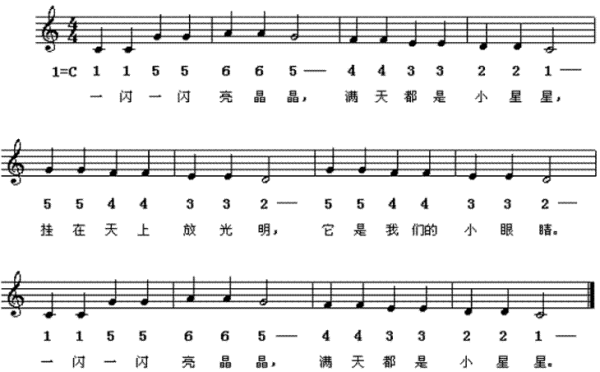 4 4
1=C 1 1 5 5 6 6 5 — 4 4 3 3 2 2 1 —
一 闪 一 闪 亮 晶 晶， 满 天 都 是 小 星 星，
5 5 4 4 3 3 2 — 5 5 4 4 3 3 2 —
挂 在 天 上 放 光 明， 它 是 我 们的 小 眼 睛。
1 1 5 5 6 6 5 — 4 4 3 3 2 2 1 —
一 闪 一 闪 亮 晶 晶， 满 天 都 是 小 星 星。